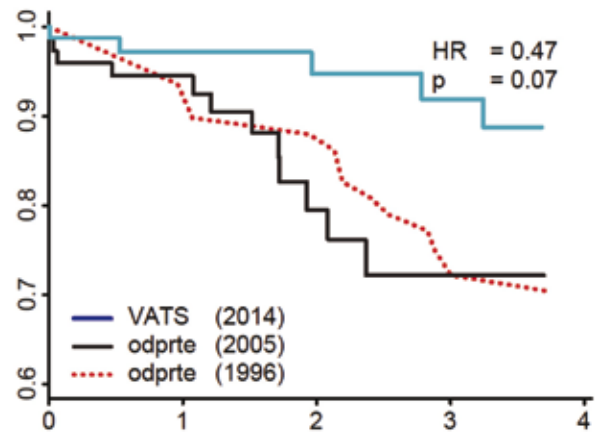 1.0
0.9
0.8
0.7
0.6
HR = 0.47
p = 0.07
VATS (2014)
odprte (2005)
odprte (1996)
0 1 2 3 4